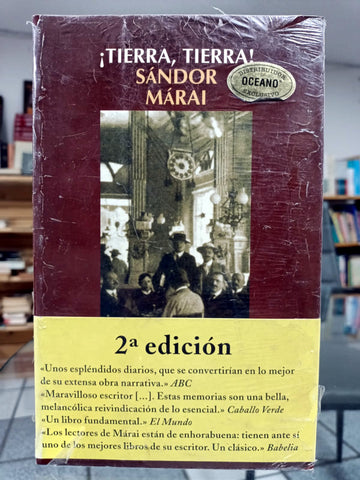 ¡TIERRA, TIERRA!
SÁNDOR
MÁRAI
DISTRIBUIDOR
OCEANO
EXCLUSIVO
2ª edición
«Unos espléndidos diarios, que se convertirían en lo mejor
de su extensa obra narrativa.» ABC
«Maravilloso escritor [...]. Estas memorias son una bella,
melancólica reivindicación de lo esencial.» Caballo Verde
«Un libro fundamental.» El Mundo
«Los lectores de Márai están de enhorabuena: tienen ante sí
uno de los mejores libros de su escritor. Un clásico.» Babelia